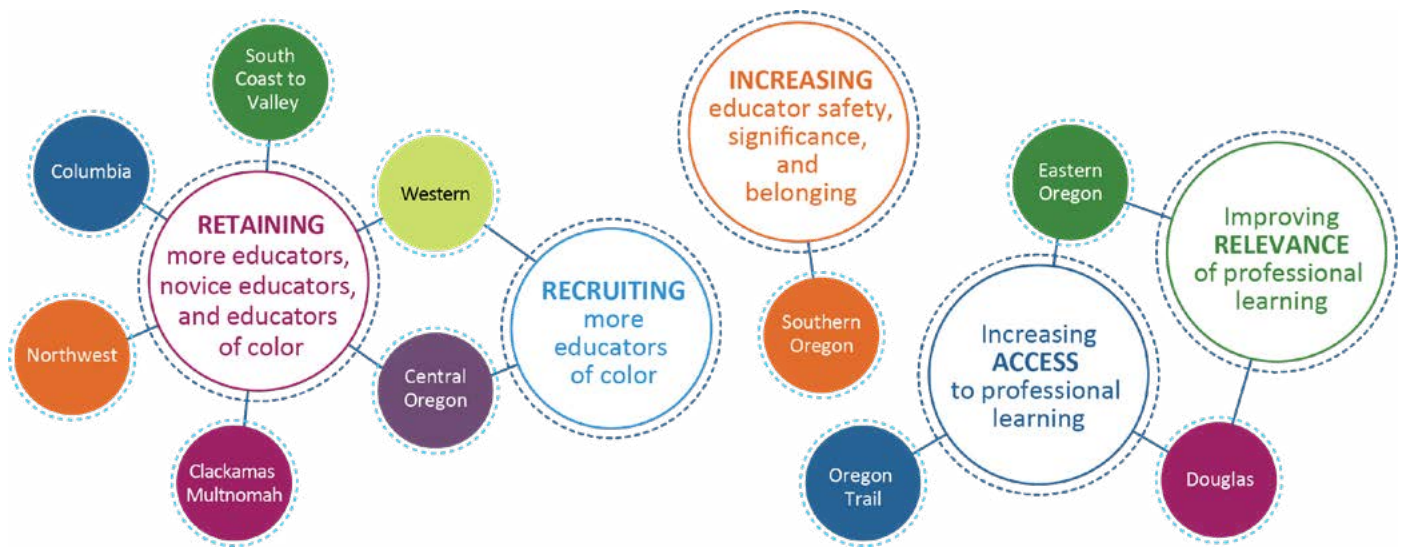 South
Coast to
Valley
Columbia
Western
RETAINING
more educators,
novice educators,
and educators
of color
Northwest
Central
Oregon
Clackamas
Multnomah
RECRUITING
more
educators
of color
INCREASING
educator safety,
significance,
and
belonging
Southern
Oregon
Eastern
Oregon
Improving
RELEVANCE
of professional
learning
Increasing
ACCESS
to professional
learning
Oregon
Trail
Douglas